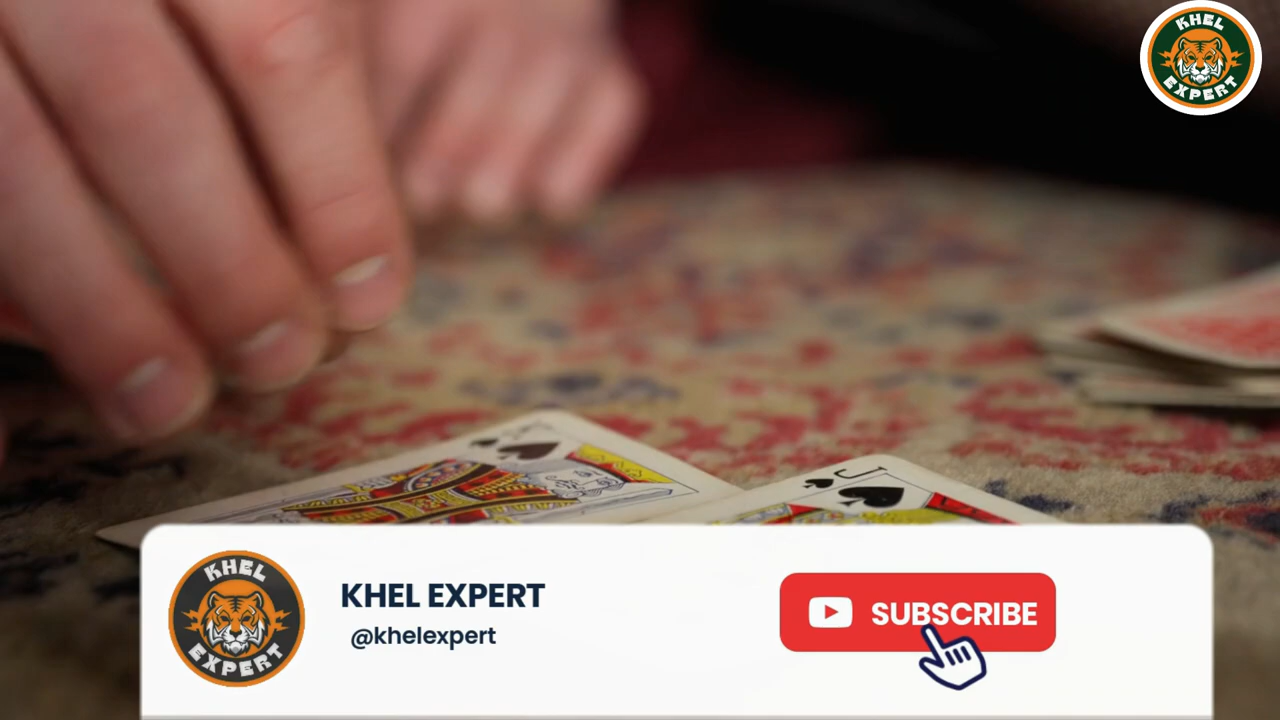 KHEL
EXPERT
J
KHEL
EXPERT
KHEL EXPERT
@khelexpert
SUBSCRIBE